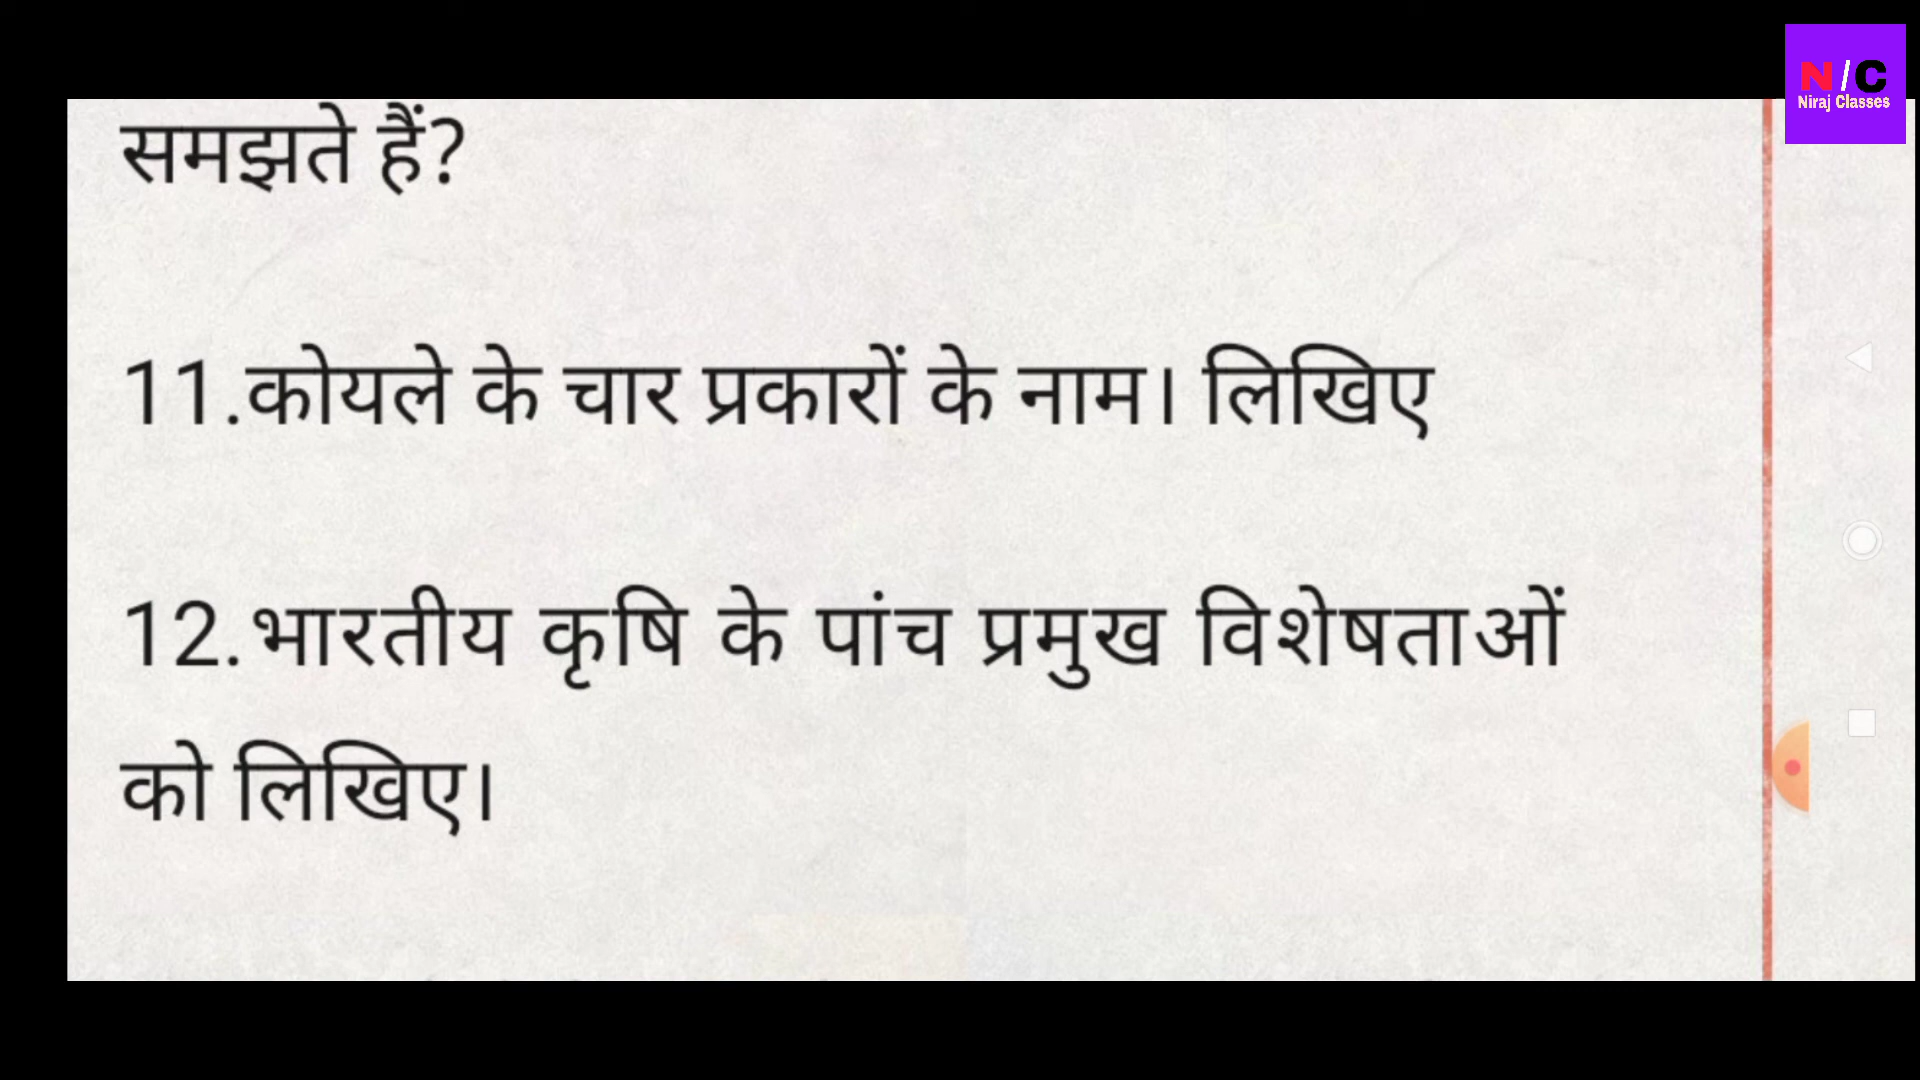 N/C
Niraj Classes
समझते हैं?
11.कोयले के चार प्रकारों के नाम। लिखिए
12.भारतीय कृषि के पांच प्रमुख विशेषताओं
को लिखिए।